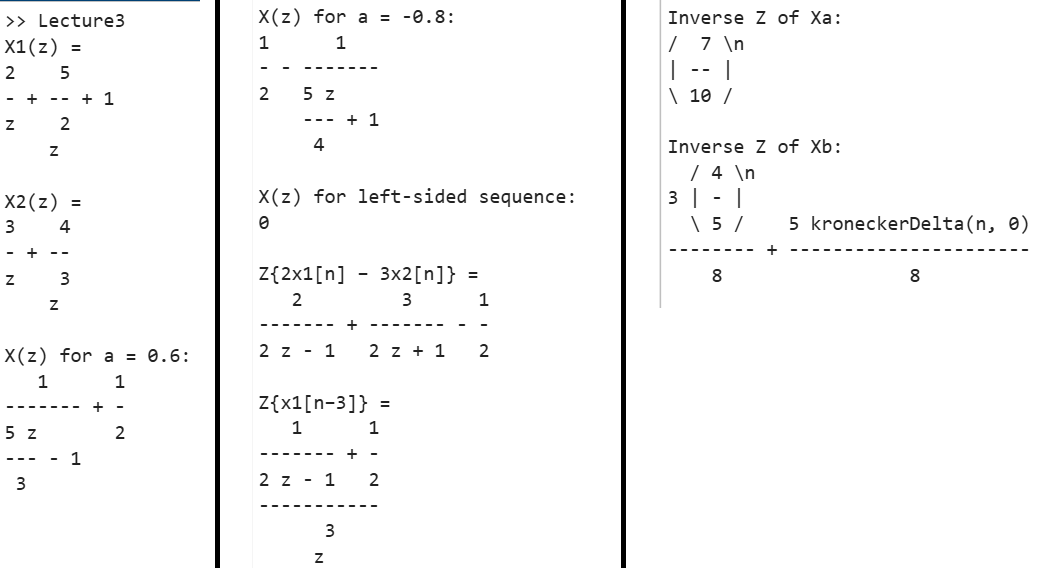 >> Lecture3
X1(z) =
2    5
- + -- + 1
z    2
    z
X2(z) =
3    4
- + --
z    3
    z
X(z) for a = 0.6:
   1      1
------- + -
5 z       2
--- - 1
 3
X(z) for a = -0.8:
1      1
- - -------
2   5 z
    --- + 1
     4
X(z) for left-sided sequence:
0
Z{2x1[n] − 3x2[n]} =
   2         3      1
------- + ------- - -
2 z - 1   2 z + 1   2
Z{x1[n−3]} =
   1      1
------- + -
2 z - 1   2
-----------
      3
     z
Inverse Z of Xa:
/  7 \n
| -- |
\ 10 /
Inverse Z of Xb:
  / 4 \n
3 | - |
  \ 5 /    5 kroneckerDelta(n, 0)
-------- + ----------------------
    8                 8